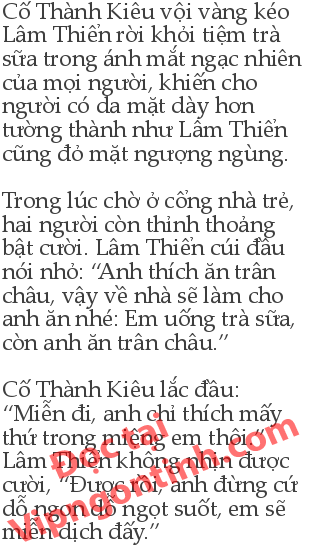 Cố Thành Kiêu vội vàng kéo
Lâm Thiển rời khỏi tiệm trà
sữa trong ánh mắt ngạc nhiên
của mọi người, khiến cho
người có da mặt dày hơn
tường thành như Lâm Thiển
cũng đỏ mặt ngượng ngùng.
Trong lúc chờ ở cổng nhà trẻ,
hai người còn thỉnh thoảng
bật cười. Lâm Thiển cúi đầu
nói nhỏ: “Anh thích ăn trân
châu, vậy về nhà sẽ làm cho
anh ăn nhé: Em uống trà sữa,
còn anh ăn trân châu.”
Cố Thành Kiêu lắc đầu:
“Miễn đi, anh chỉ thích mấy
thứ trong miệng em thôi.”
Lâm Thiển không nhịn được
cười, “Được rồi, anh đừng cứ
dỗ ngon dỗ ngọt suốt, em sẽ
miễn dịch đấy.”
Đọc tại
Vipngontinh.com